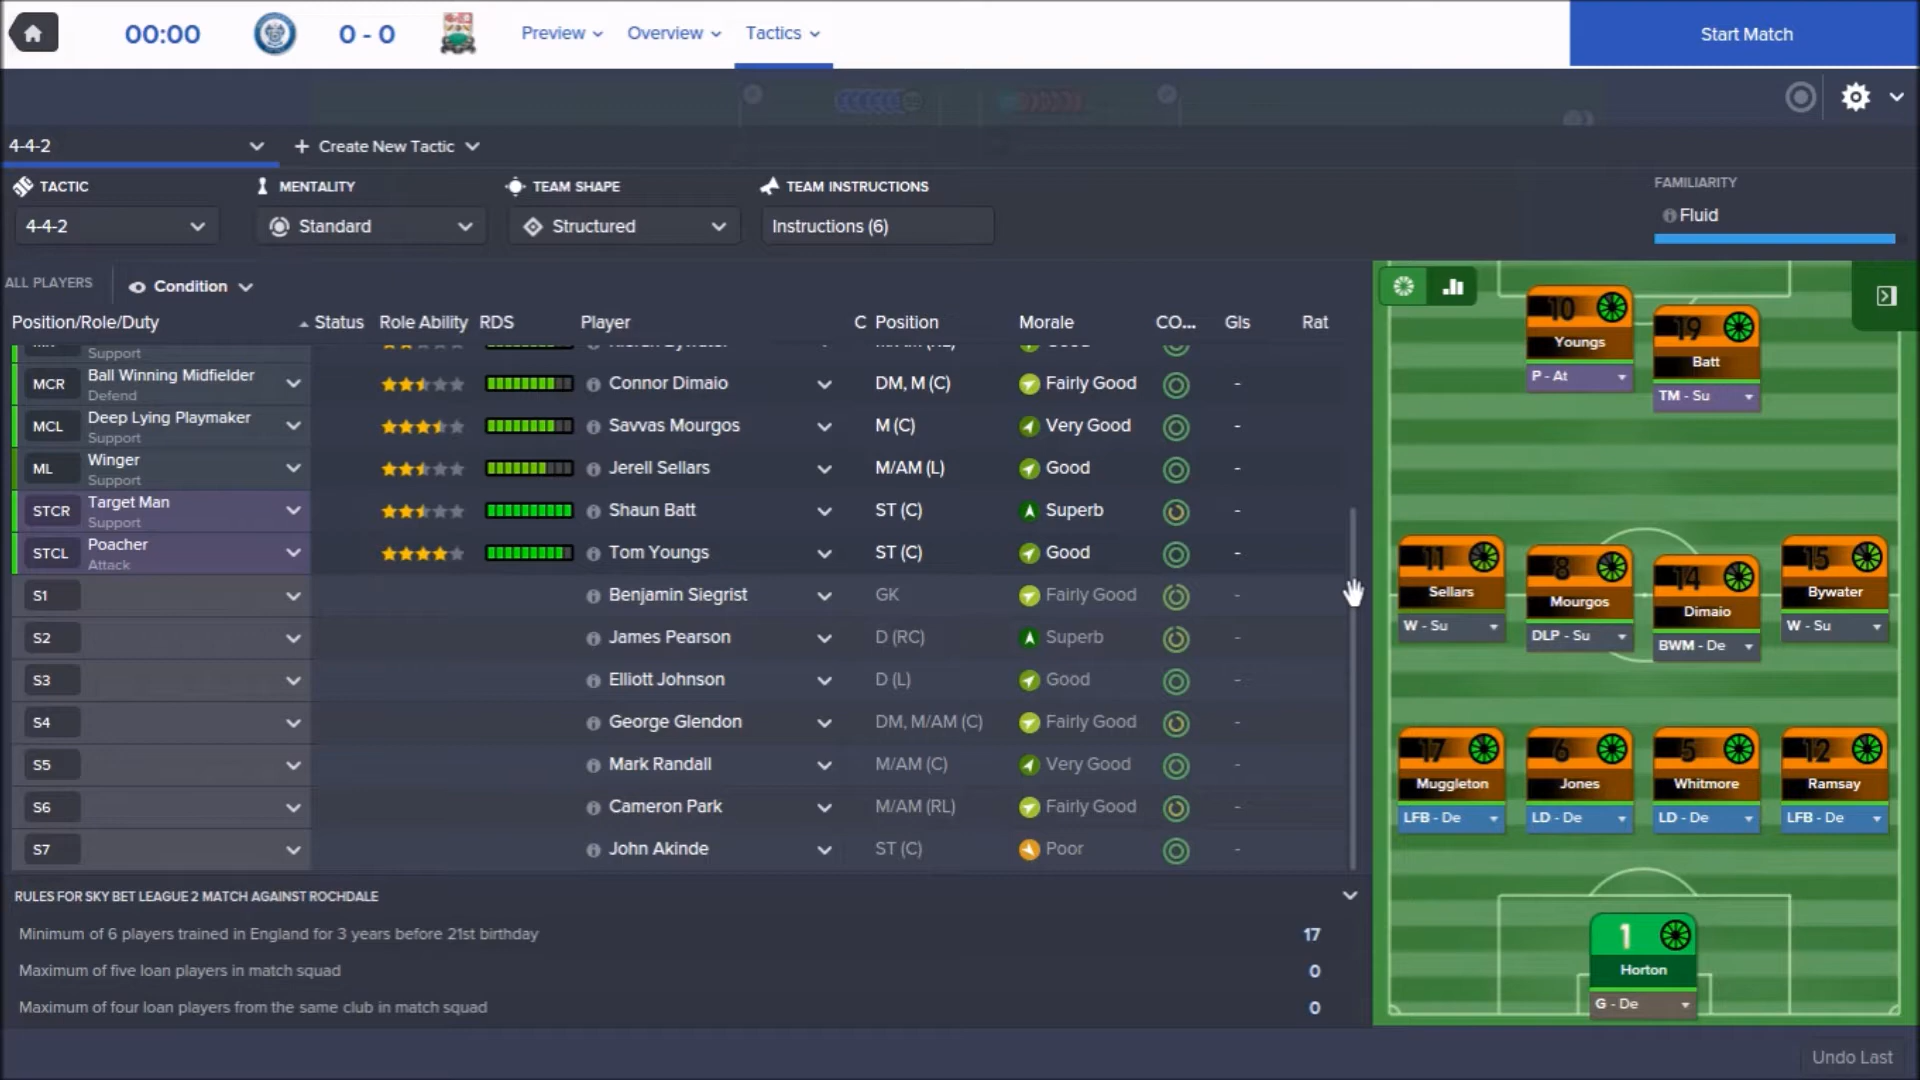 00:00
0 - 0
Preview
Overview
Tactics
Start Match
4-4-2
+ Create New Tactic
TACTIC
MENTALITY
TEAM SHAPE
TEAM INSTRUCTIONS
FAMILIARITY
4-4-2
Standard
Structured
Instructions (6)
Fluid
ALL PLAYERS
Condition
Position/Role/Duty Status Role Ability RDS Player C Position Morale CO... Gls Rat
Support
MCR Ball Winning Midfielder Defend Connor Dimaio DM, M (C) Fairly Good -
MCL Deep Lying Playmaker Support Savvas Mourgos M (C) Very Good -
ML Winger Support Jerell Sellars M/AM (L) Good -
STCR Target Man Support Shaun Batt ST (C) Superb -
STCL Poacher Attack Tom Youngs ST (C) Good -
S1 Benjamin Siegrist GK Fairly Good -
S2 James Pearson D (RC) Superb -
S3 Elliott Johnson D (L) Good -
S4 George Glendon DM, M/AM (C) Fairly Good -
S5 Mark Randall M/AM (C) Very Good -
S6 Cameron Park M/AM (RL) Fairly Good -
S7 John Akinde ST (C) Poor -
RULES FOR SKY BET LEAGUE 2 MATCH AGAINST ROCHDALE
Minimum of 6 players trained in England for 3 years before 21st birthday 17
Maximum of five loan players in match squad 0
Maximum of four loan players from the same club in match squad 0
10
Youngs
P - At
19
Batt
TM - Su
11
Sellars
W - Su
8
Mourgos
DLP - Su
14
Dimaio
BWM - De
15
Bywater
W - Su
17
Muggleton
LFB - De
6
Jones
LD - De
5
Whitmore
LD - De
12
Ramsay
LFB - De
1
Horton
G - De
Undo Last